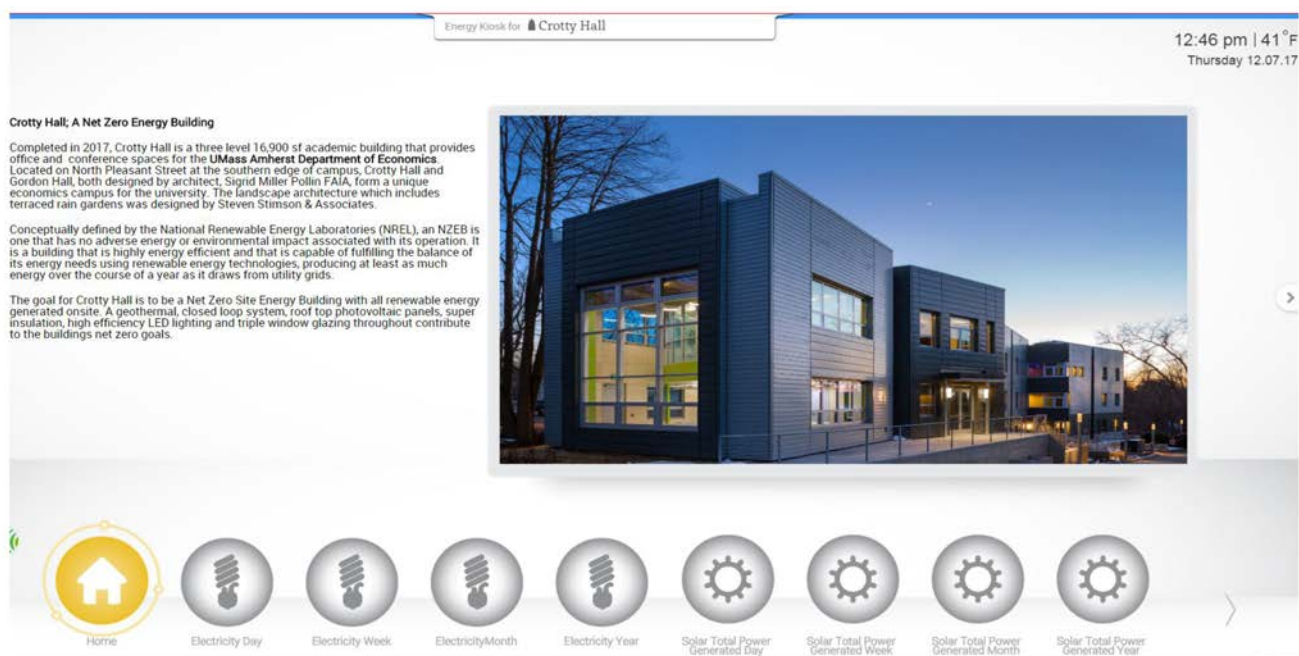 Energy Kiosk for Crotty Hall
12:46 pm | 41°F
Thursday 12.07.17
Crotty Hall; A Net Zero Energy Building
Completed in 2017, Crotty Hall is a three level 16,900 sf academic building that provides
office and conference spaces for the UMass Amherst Department of Economics.
Located on North Pleasant Street at the southern edge of campus, Crotty Hall and
Gordon Hall, both designed by architect, Sigrid Miller Pollin FAIA, form a unique
economics campus for the university. The landscape architecture which includes
terraced rain gardens was designed by Steven Stimson & Associates.
Conceptually defined by the National Renewable Energy Laboratories (NREL), an NZEB is
one that has no adverse energy or environmental impact associated with its operation. It
is a building that is highly energy efficient and that is capable of fulfilling the balance of
its energy needs using renewable energy technologies, producing at least as much
energy over the course of a year as it draws from utility grids.
The goal for Crotty Hall is to be a Net Zero Site Energy Building with all renewable energy
generated onsite. A geothermal, closed loop system, roof top photovoltaic panels, super
insulation, high efficiency LED lighting and triple window glazing throughout contribute
to the buildings net zero goals.
Home
Electricity Day
Electricity Week
ElectricityMonth
Electricity Year
Solar Total Power
Generated Day
Solar Total Power
Generated Week
Solar Total Power
Generated Month
Solar Total Power
Generated Year